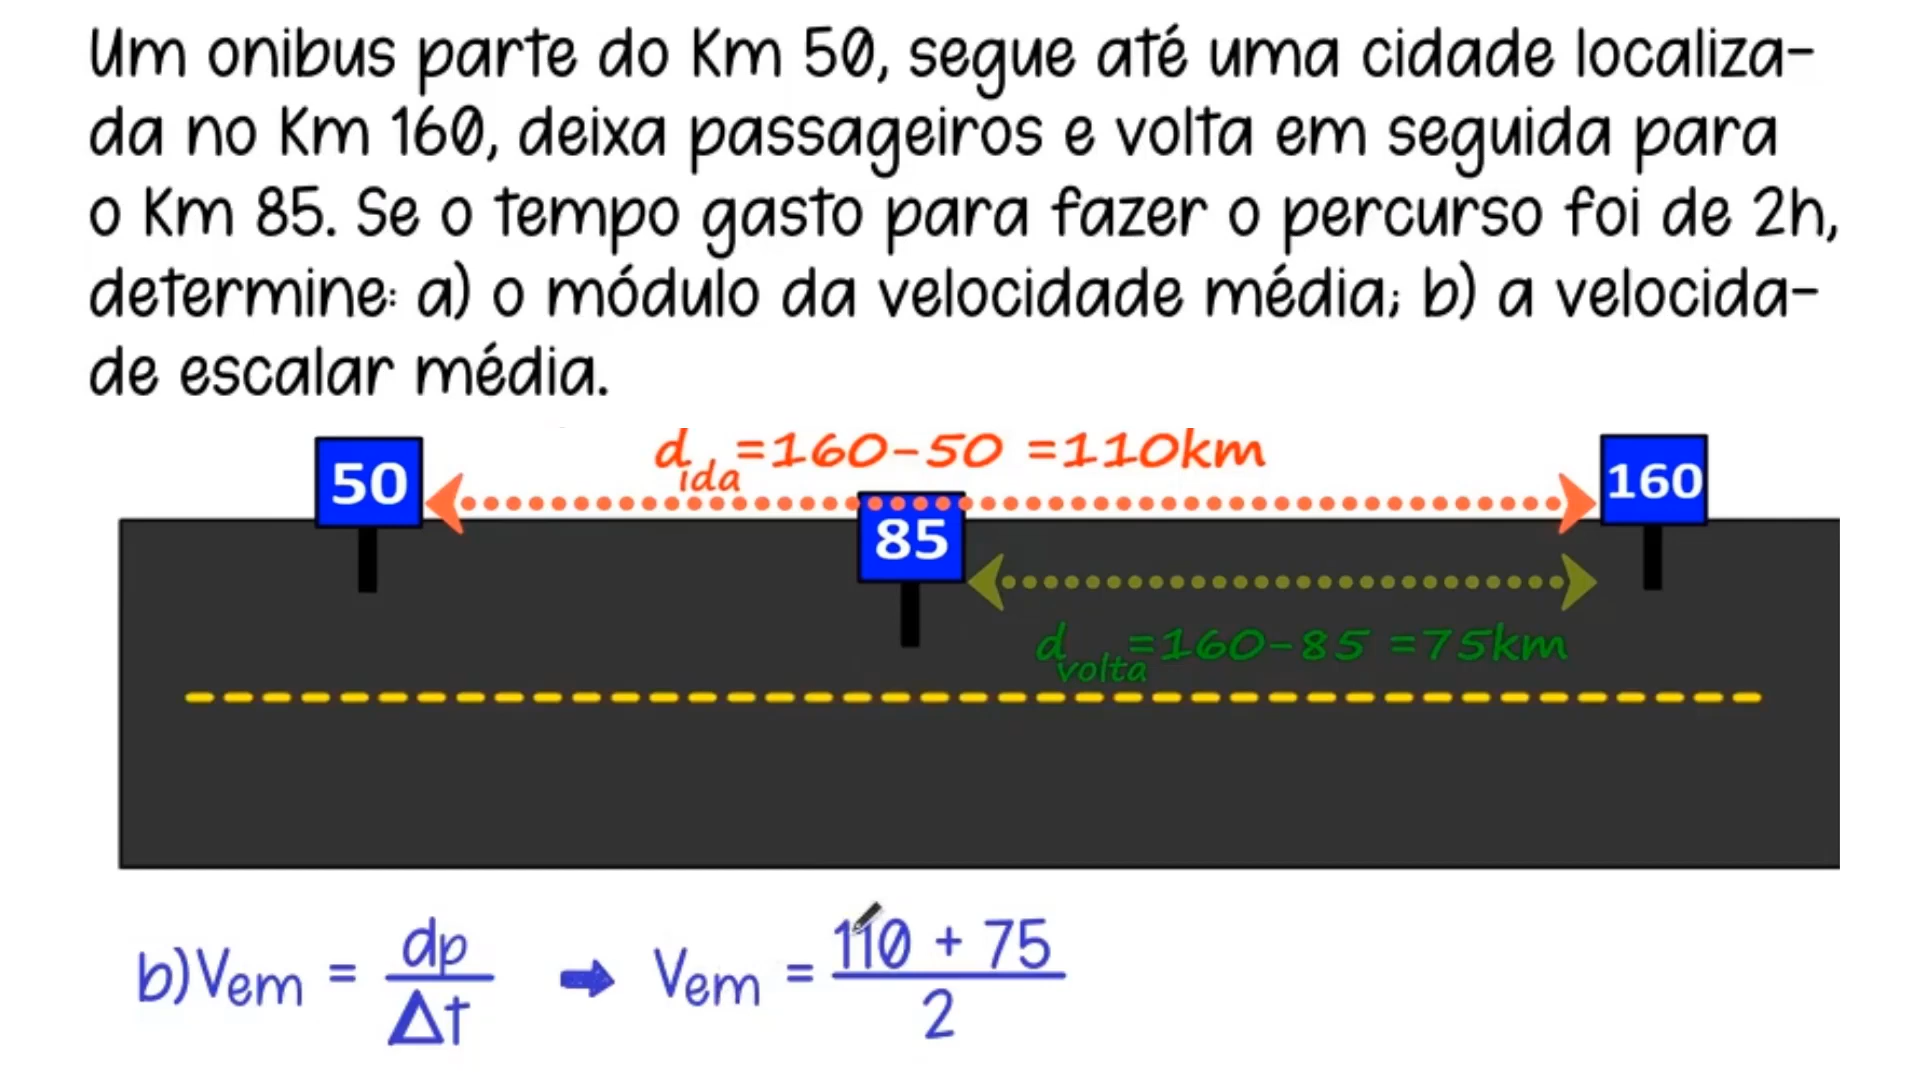 Um onibus parte do Km 50, segue até uma cidade localiza-
da no Km 160, deixa passageiros e volta em seguida para
o Km 85. Se o tempo gasto para fazer o percurso foi de 2h,
determine: a) o módulo da velocidade média; b) a velocida-
de escalar média.
d ida =160-50 =110km
50
160
85
d volta =160-85 =75km
b) Vem = dp / Δt ➡ Vem = 110 + 75 / 2